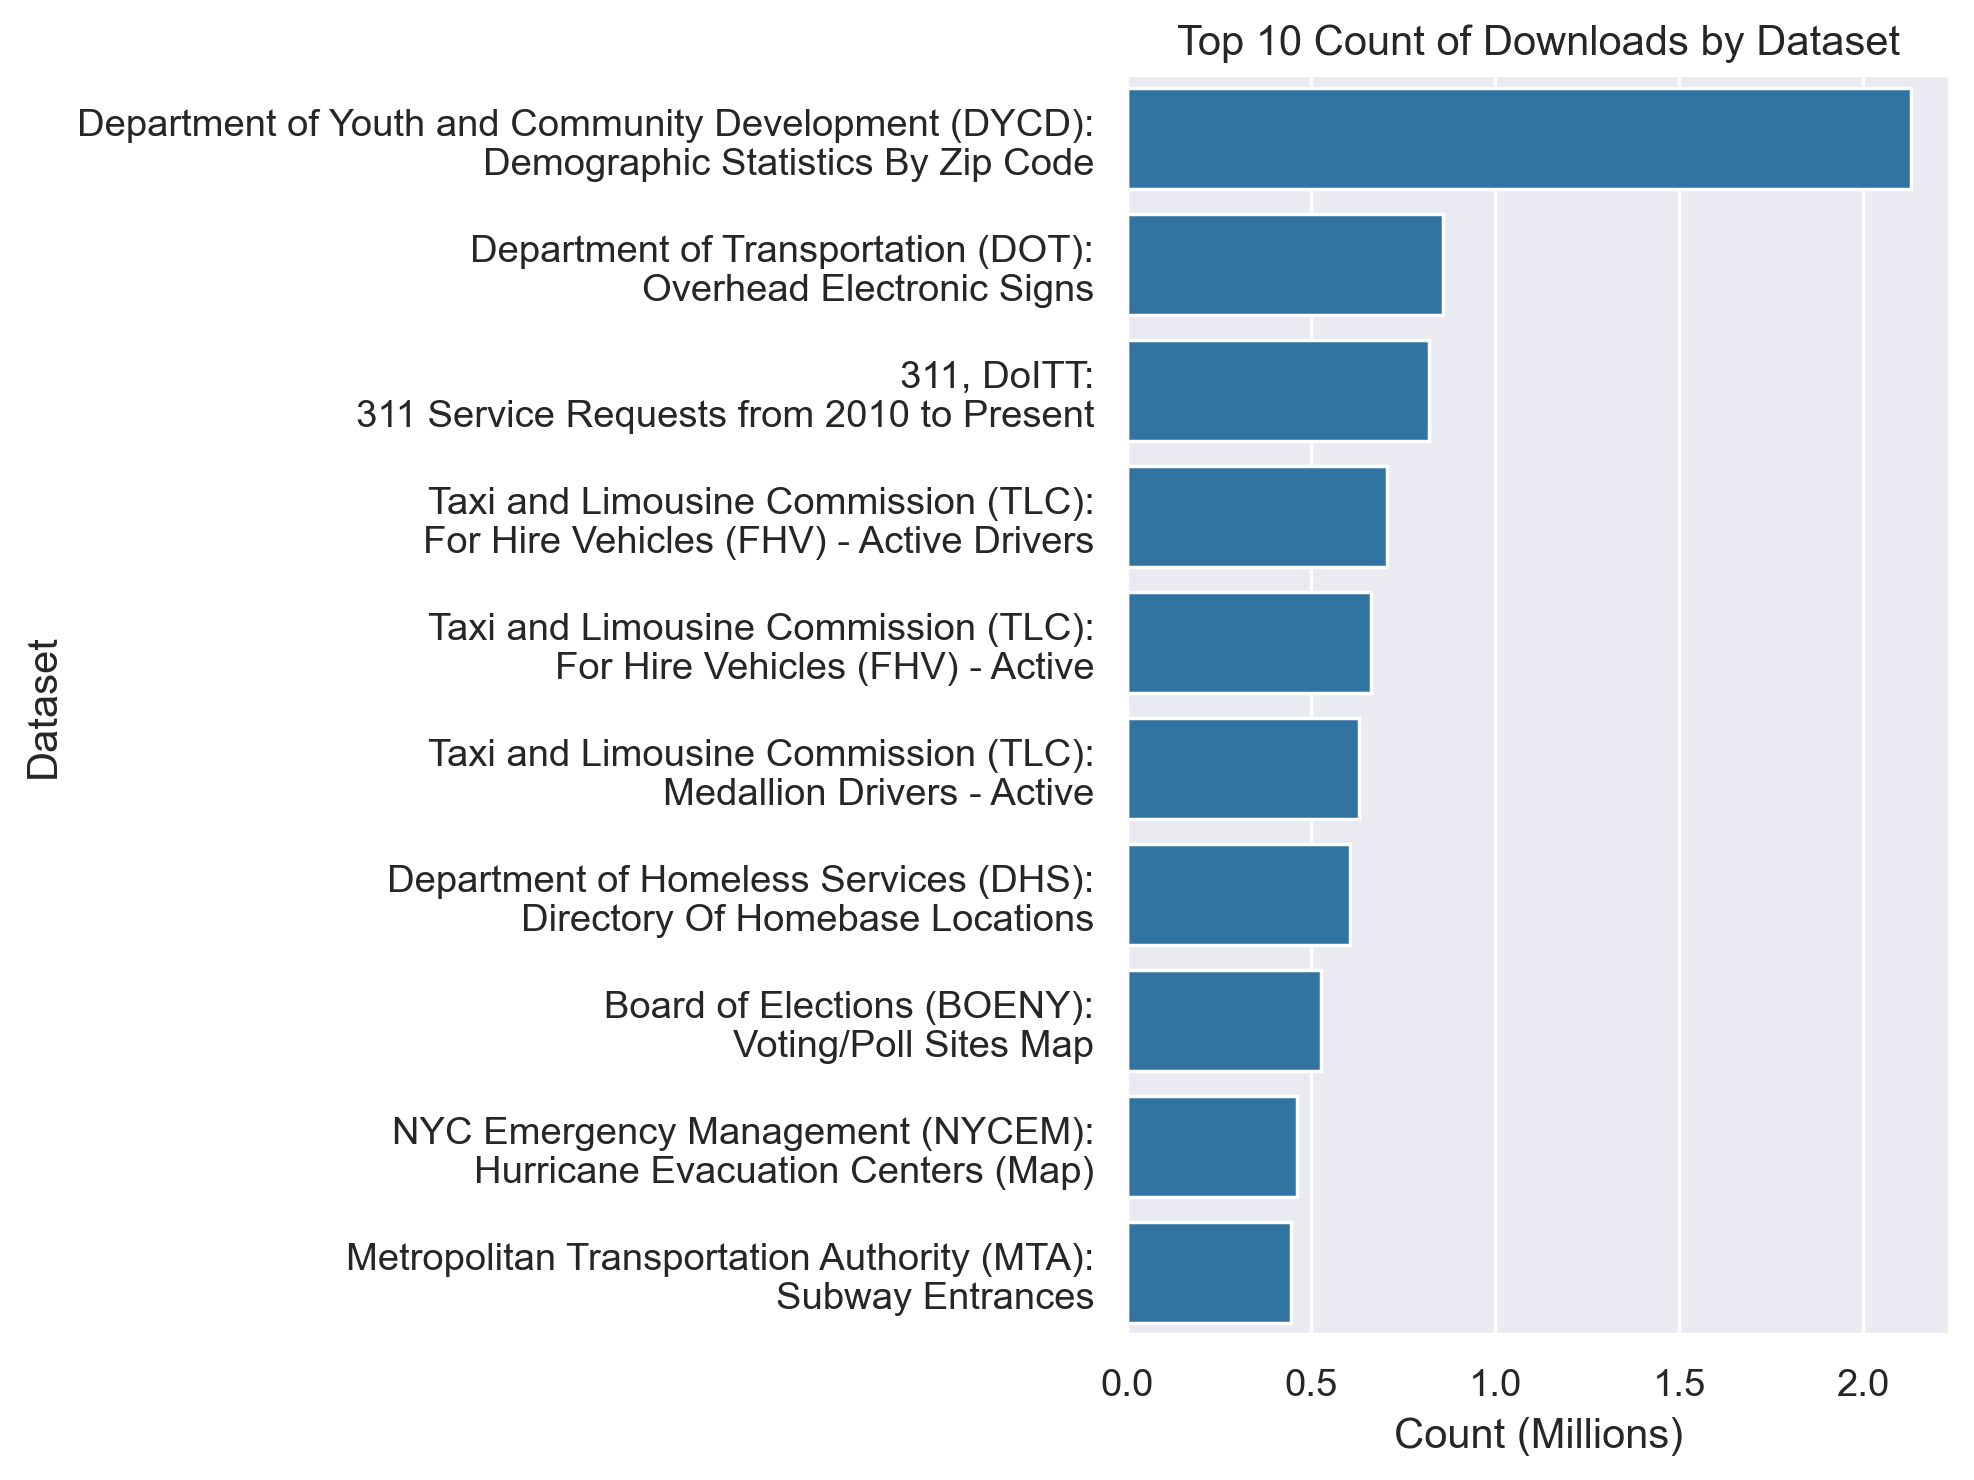 Top 10 Count of Downloads by Dataset
Department of Youth and Community Development (DYCD):
Demographic Statistics By Zip Code
Department of Transportation (DOT):
Overhead Electronic Signs
311, DoITT:
311 Service Requests from 2010 to Present
Taxi and Limousine Commission (TLC):
For Hire Vehicles (FHV) - Active Drivers
Taxi and Limousine Commission (TLC):
For Hire Vehicles (FHV) - Active
Taxi and Limousine Commission (TLC):
Medallion Drivers - Active
Department of Homeless Services (DHS):
Directory Of Homebase Locations
Board of Elections (BOENY):
Voting/Poll Sites Map
NYC Emergency Management (NYCEM):
Hurricane Evacuation Centers (Map)
Metropolitan Transportation Authority (MTA):
Subway Entrances
Dataset
0.0 0.5 1.0 1.5 2.0
Count (Millions)